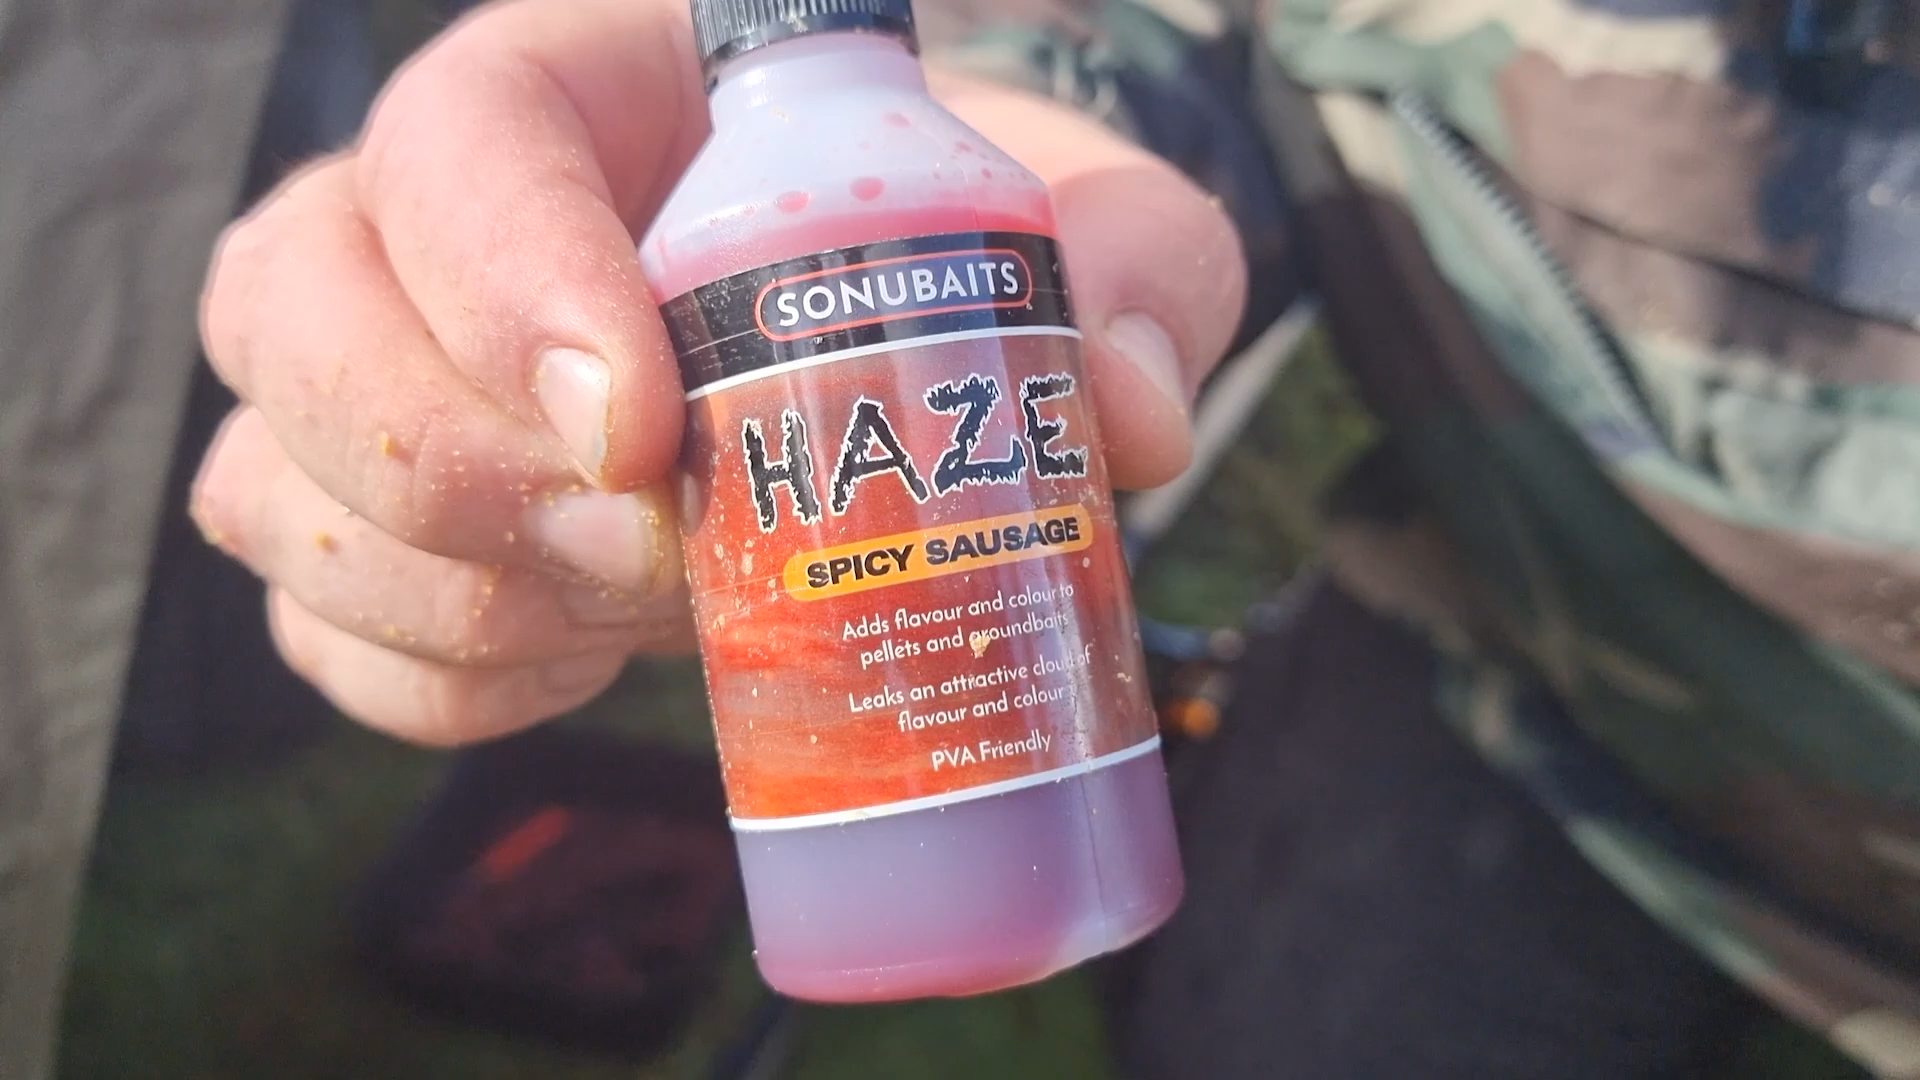 SONUBAITS
HAZE
SPICY SAUSAGE
Adds flavour and colour to
pellets and groundbaits
Leaks an attractive cloud of
flavour and colour
PVA Friendly